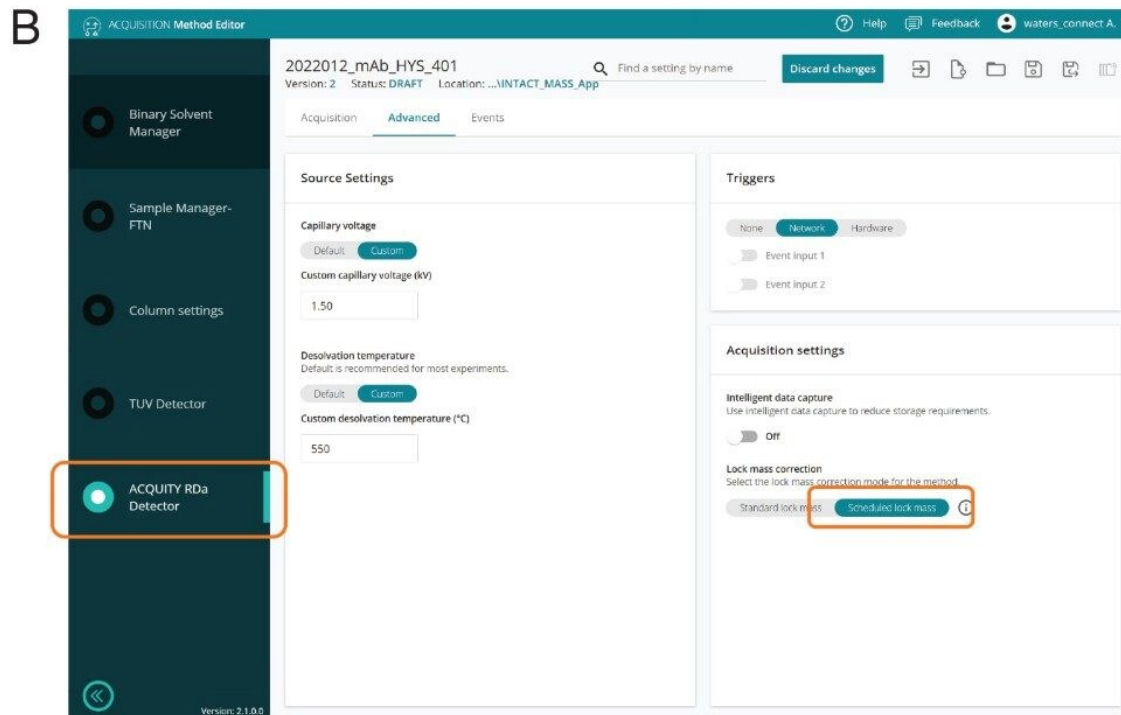 B
ACQUISITION Method Editor
Help
Feedback
waters_connect A.
Binary Solvent
Manager
Sample Manager-
FTN
Column settings
TUV Detector
ACQUITY RDa
Detector
Version: 2.1.0.0
2022012_mAb_HYS_401
Version: 2 Status: DRAFT Location: ...\INTACT_MASS_App
Find a setting by name
Discard changes
Acquisition Advanced Events
Source Settings
Capillary voltage
Default Custom
Custom capillary voltage (kV)
1.50
Desolvation temperature
Default is recommended for most experiments.
Default Custom
Custom desolvation temperature (°C)
550
Triggers
None Network Hardware
Event input 1
Event input 2
Acquisition settings
Intelligent data capture
Use intelligent data capture to reduce storage requirements.
Off
Lock mass correction
Select the lock mass correction mode for the method.
Standard lock mass Scheduled lock mass